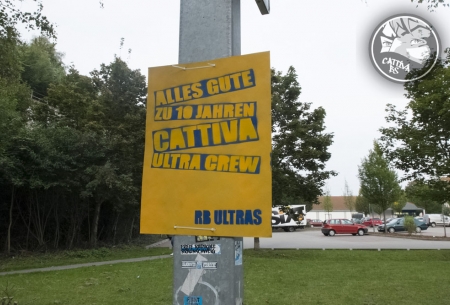 ALLES GUTE
ZU 10 JAHREN
CATTIVA
ULTRA CREW
RB ULTRAS
CATTIVA